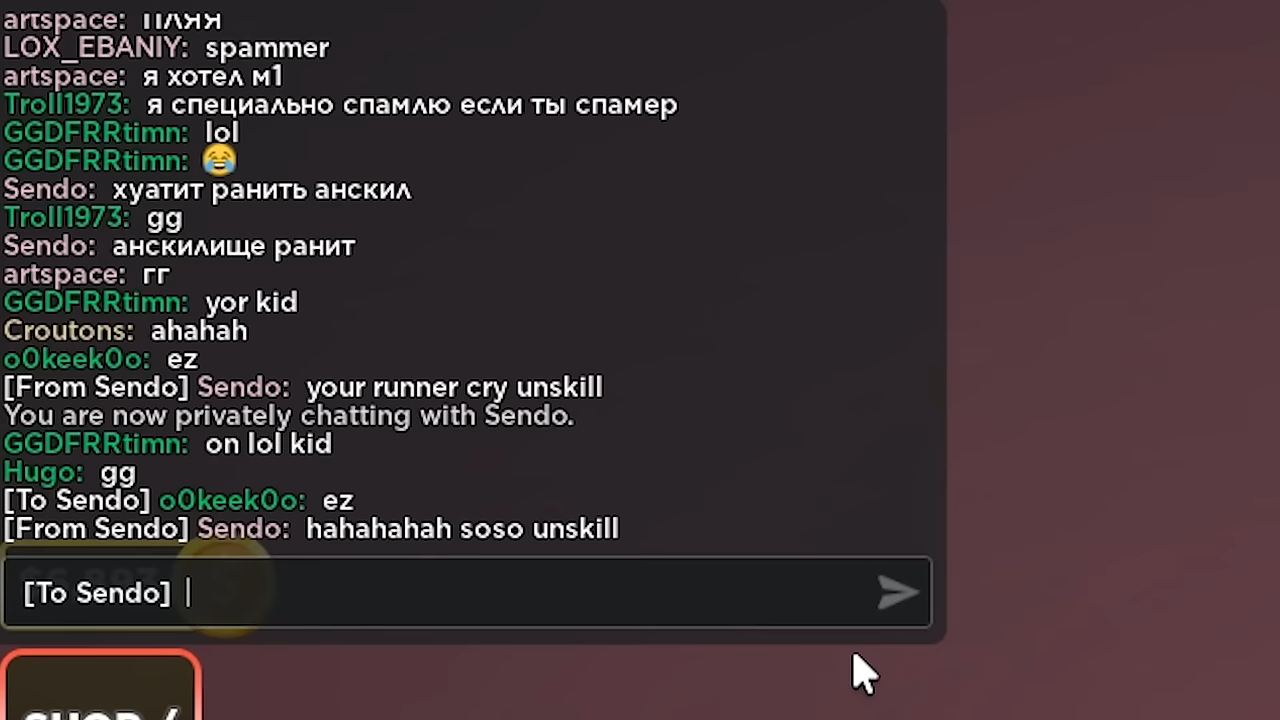 artspace: пляя
LOX_EBANIY: spammer
artspace: я хотел м1
Troll1973: я специально спамлю если ты спамер
GGDFRRtimn: lol
GGDFRRtimn: 😂
Sendo: хуатит ранить анскил
Troll1973: gg
Sendo: анскилище ранит
artspace: гг
GGDFRRtimn: yor kid
Croutons: ahahah
o0keek0o: ez
[From Sendo] Sendo: your runner cry unskill
You are now privately chatting with Sendo.
GGDFRRtimn: on lol kid
Hugo: gg
[To Sendo] o0keek0o: ez
[From Sendo] Sendo: hahahahah soso unskill
[To Sendo]